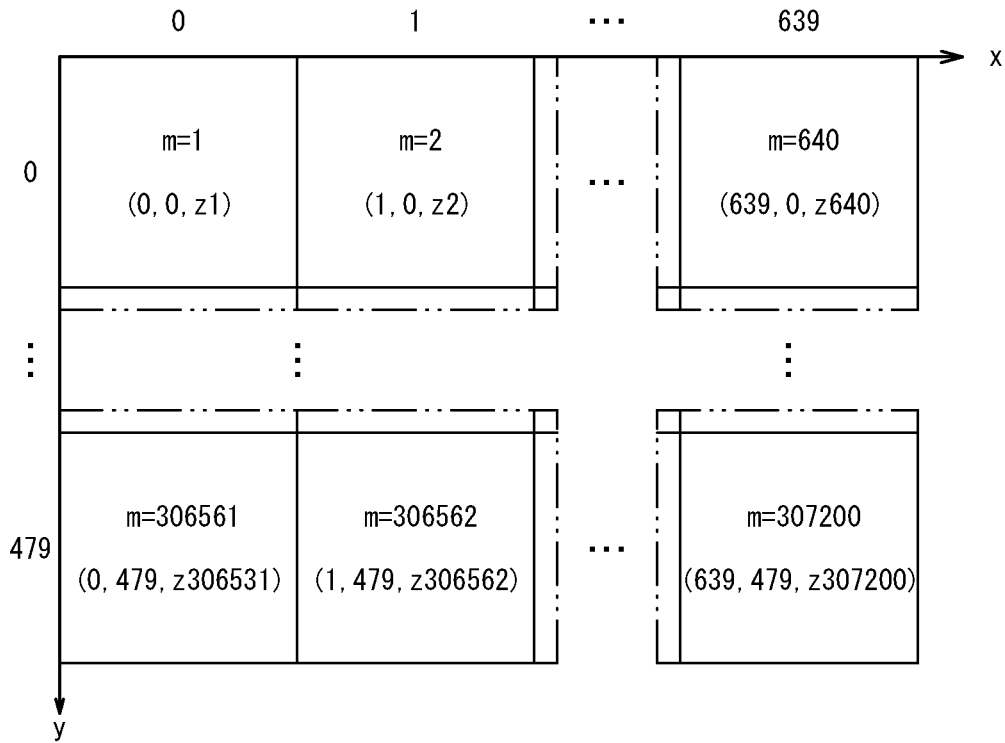 0 1 ··· 639
x
m=1 m=2 m=640
0 ···
(0, 0, z1) (1, 0, z2) (639, 0, z640)
⋮ ⋮ ⋮
m=306561 m=306562 m=307200
479 ···
(0, 479, z306531) (1, 479, z306562) (639, 479, z307200)
y